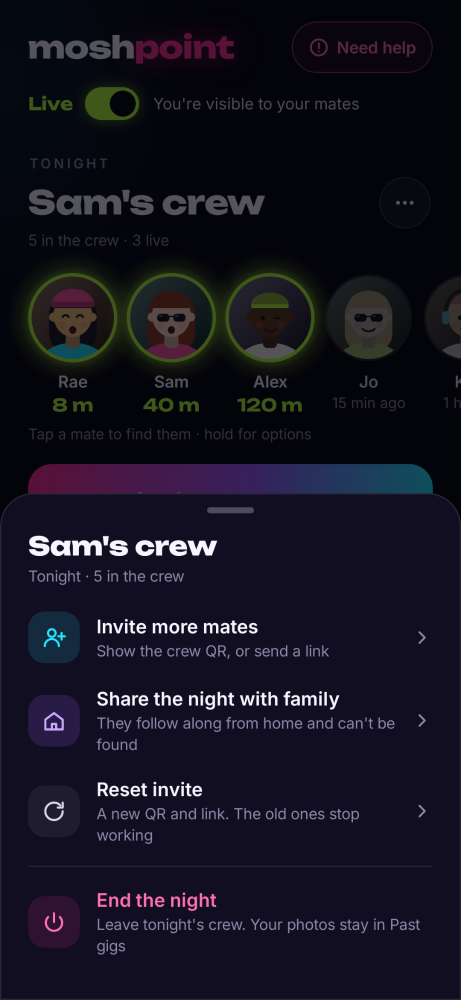 moshpoint
Need help
Live
You're visible to your mates
TONIGHT
Sam's crew
5 in the crew · 3 live
Rae
Sam
Alex
Jo
8 m
40 m
120 m
15 min ago
Tap a mate to find them · hold for options
Sam's crew
Tonight · 5 in the crew
Invite more mates
Show the crew QR, or send a link
Share the night with family
They follow along from home and can't be
found
Reset invite
A new QR and link. The old ones stop
working
End the night
Leave tonight's crew. Your photos stay in Past
gigs